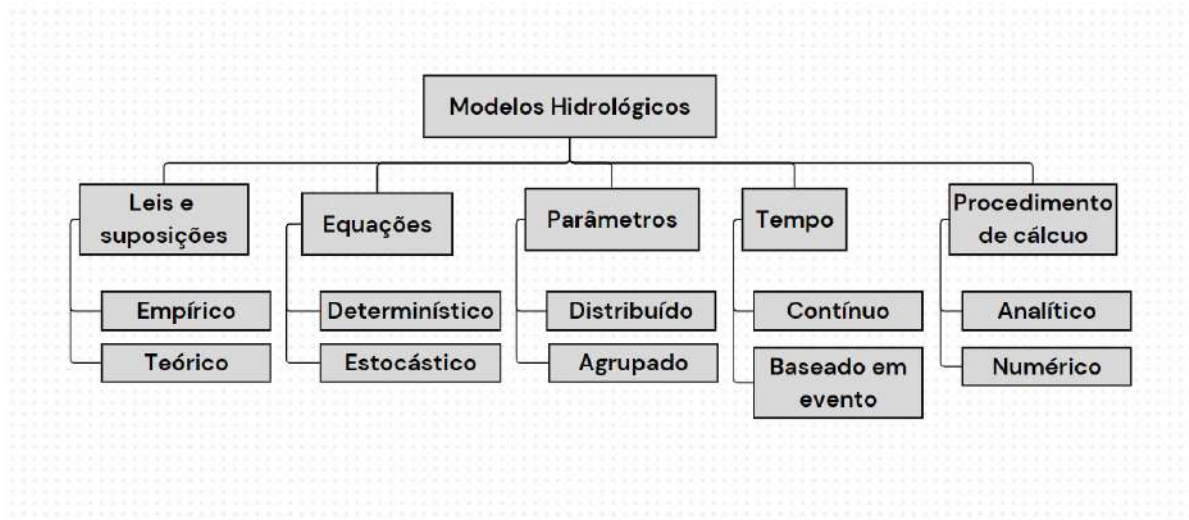 Modelos Hidrológicos
Leis e
suposições
Empírico
Teórico
Equações
Determinístico
Estocástico
Parâmetros
Distribuído
Agrupado
Tempo
Contínuo
Baseado em
evento
Procedimento
de cálcuo
Analítico
Numérico